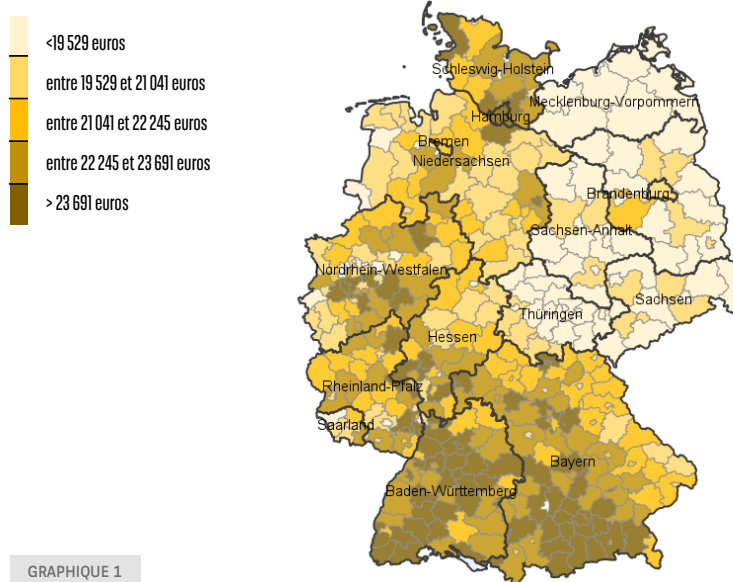 <19 529 euros
entre 19 529 et 21 041 euros
entre 21 041 et 22 245 euros
entre 22 245 et 23 691 euros
> 23 691 euros
Schleswig-Holstein
Mecklenburg-Vorpommern
Hamburg
Bremen
Niedersachsen
Brandenburg
Sachsen-Anhalt
Nordrhein-Westfalen
Sachsen
Thüringen
Hessen
Rheinland-Pfalz
Saarland
Bayern
Baden-Württemberg
GRAPHIQUE 1